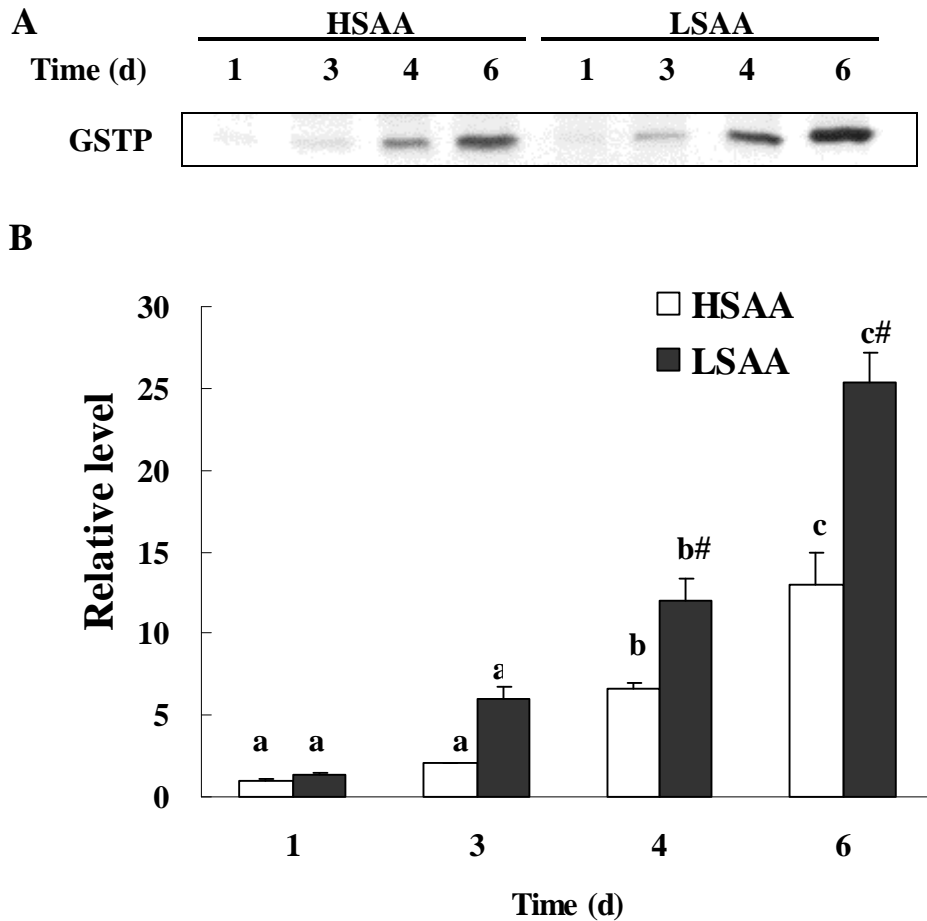 A
HSAA LSAA
Time (d) 1 3 4 6 1 3 4 6
GSTP
B
30
25
20
15
10
5
0
Relative level
HSAA
LSAA
a a a a b b# c c#
1 3 4 6
Time (d)